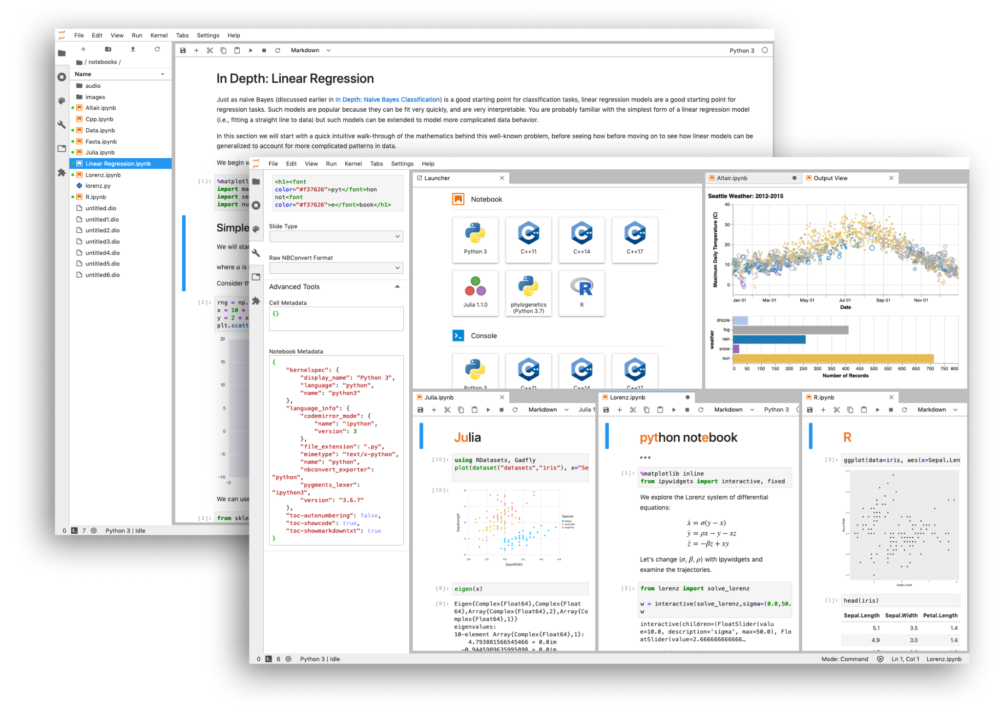 File Edit View Run Kernel Tabs Settings Help
/ notebooks /
Name
audio
images
Altair.ipynb
Cpp.ipynb
Data.ipynb
Fasta.ipynb
Julia.ipynb
Linear Regression.ipynb
Lorenz.ipynb
lorenz.py
R.ipynb
untitled.dio
untitled1.dio
untitled2.dio
untitled3.dio
untitled4.dio
untitled5.dio
untitled6.dio
0 7 Python 3 | Idle
Markdown Python 3
In Depth: Linear Regression
Just as naive Bayes (discussed earlier in In Depth: Naive Bayes Classification) is a good starting point for classification tasks, linear regression models are a good starting point for
regression tasks. Such models are popular because they can be fit very quickly, and are very interpretable. You are probably familiar with the simplest form of a linear regression model
(i.e., fitting a straight line to data) but such models can be extended to model more complicated data behavior.
In this section we will start with a quick intuitive walk-through of the mathematics behind this well-known problem, before seeing how before moving on to see how linear models can be
generalized to account for more complicated patterns in data.
We begin w
[1]: %matplotl
import ma
import se
import nu
Simple
We will star
where a is
Consider th
[2]: rng = np.
x = 10 *
y = 2 * x
plt.scatt
20
15
10
5
0
−5
−10
−2
We can use
[3]: from skle
File Edit View Run Kernel Tabs Settings Help
<h1><font
color="#f37626">pyt</font>hon
not<font
color="#f37626">e</font>book</h1>
Slide Type
Raw NBConvert Format
Advanced Tools
Cell Metadata
{}
Notebook Metadata
{
"kernelspec": {
"display_name": "Python 3",
"language": "python",
"name": "python3"
},
"language_info": {
"codemirror_mode": {
"name": "ipython",
"version": 3
},
"file_extension": ".py",
"mimetype": "text/x-python",
"name": "python",
"nbconvert_exporter":
"python",
"pygments_lexer":
"ipython3",
"version": "3.6.7"
},
"toc-autonumbering": false,
"toc-showcode": true,
"toc-showmarkdowntxt": true
}
Launcher
Notebook
Python 3 C++11 C++14 C++17
Julia 1.1.0 phylogenetics R
(Python 3.7)
Console
Python 3 C++11 C++14 C++17
Altair.ipynb Output View
Seattle Weather: 2012-2015
Maximum Daily Temperature (C)
40
30
20
10
0
Jan 01 Mar 01 May 01 Jul 01 Sep 01 Nov 01
Date
weather
drizzle
fog
rain
snow
sun
0 50 100 150 200 250 300 350 400 450 500 550 600 650 700 750 800
Number of Records
Julia.ipynb
Markdown Julia 1
Julia
[10]: using RDatasets, Gadfly
plot(dataset("datasets","iris"), x="Se
[10]:
SepalLength
8
7
6
5
4
2.0 2.5 3.0 3.5 4.0 4.5
SepalWidth
Species
setosa
versicolor
virginica
[8]: eigen(x)
[8]: Eigen{Complex{Float64},Complex{Float
64},Array{Complex{Float64},2},Array{Co
mplex{Float64},1}}
eigenvalues:
10-element Array{Complex{Float64},1}:
4.793881566545466 + 0.0im
-0.9445989635995898 + 0.0im
Lorenz.ipynb
Markdown Python 3
python notebook
[1]: %matplotlib inline
from ipywidgets import interactive, fixed
We explore the Lorenz system of differential
equations:
ẋ = σ(y − x)
ẏ = ρx − y − xz
ż = −βz + xy
Let's change (σ, β, ρ) with ipywidgets and
examine the trajectories.
[2]: from lorenz import solve_lorenz
w = interactive(solve_lorenz,sigma=(0.0,50.
w
interactive(children=(FloatSlider(valu
e=10.0, description='sigma', max=50.0), Flo
atSlider(value=2.666666666666…
R.ipynb
Markdown
R
[3]: ggplot(data=iris, aes(x=Sepal.Len
Sepal.Width
Sepal.Length
[1]: head(iris)
Sepal.Length Sepal.Width Petal.Length
5.1 3.5 1.4
4.9 3.0 1.4
0 6 Python 3 | Idle
Mode: Command Ln 1, Col 1 Lorenz.ipynb